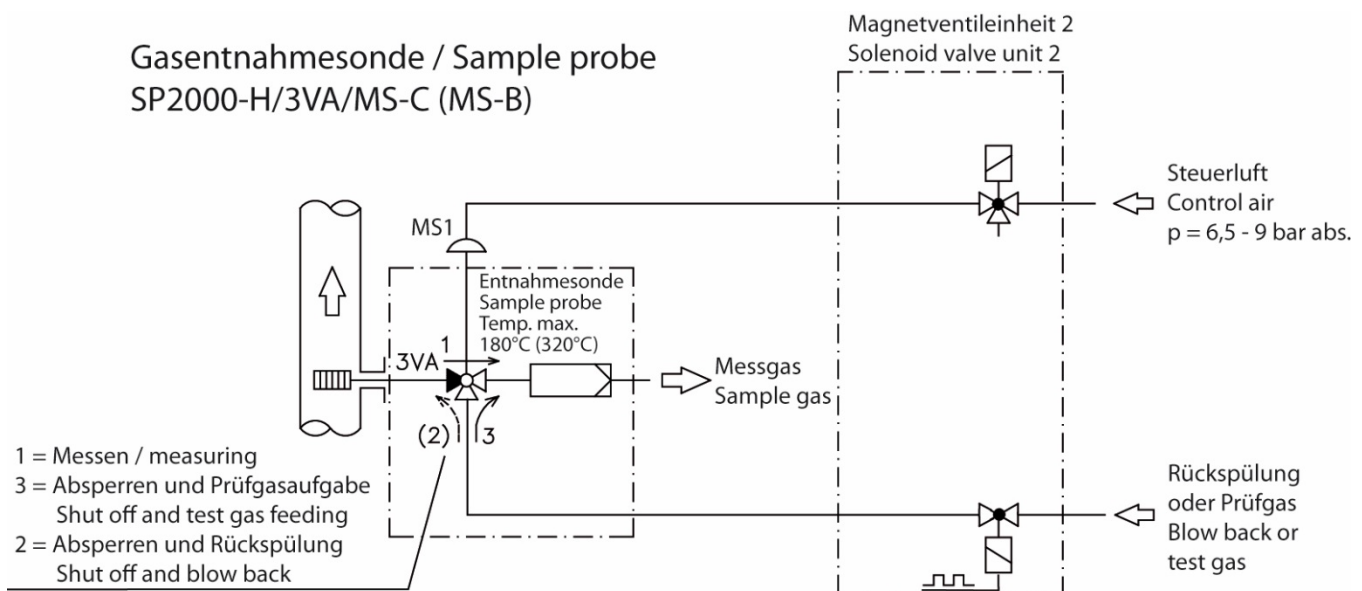 Gasentnahmesonde / Sample probe
SP2000-H/3VA/MS-C (MS-B)
Magnetventileinheit 2
Solenoid valve unit 2
Steuerluft
Control air
p = 6,5 - 9 bar abs.
MS1
Entnahmesonde
Sample probe
Temp. max.
180°C (320°C)
1
3VA
Messgas
Sample gas
(2)
3
1 = Messen / measuring
3 = Absperren und Prüfgasaufgabe
Shut off and test gas feeding
2 = Absperren und Rückspülung
Shut off and blow back
Rückspülung
oder Prüfgas
Blow back or
test gas